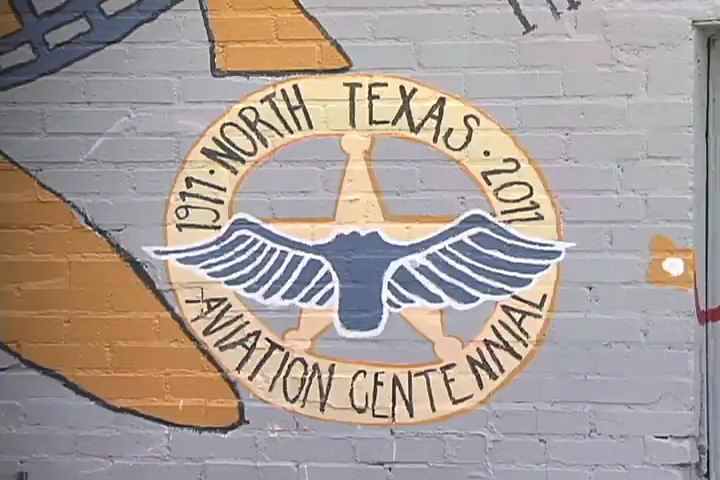 1911 · NORTH TEXAS · 2011
AVIATION CENTENNIAL